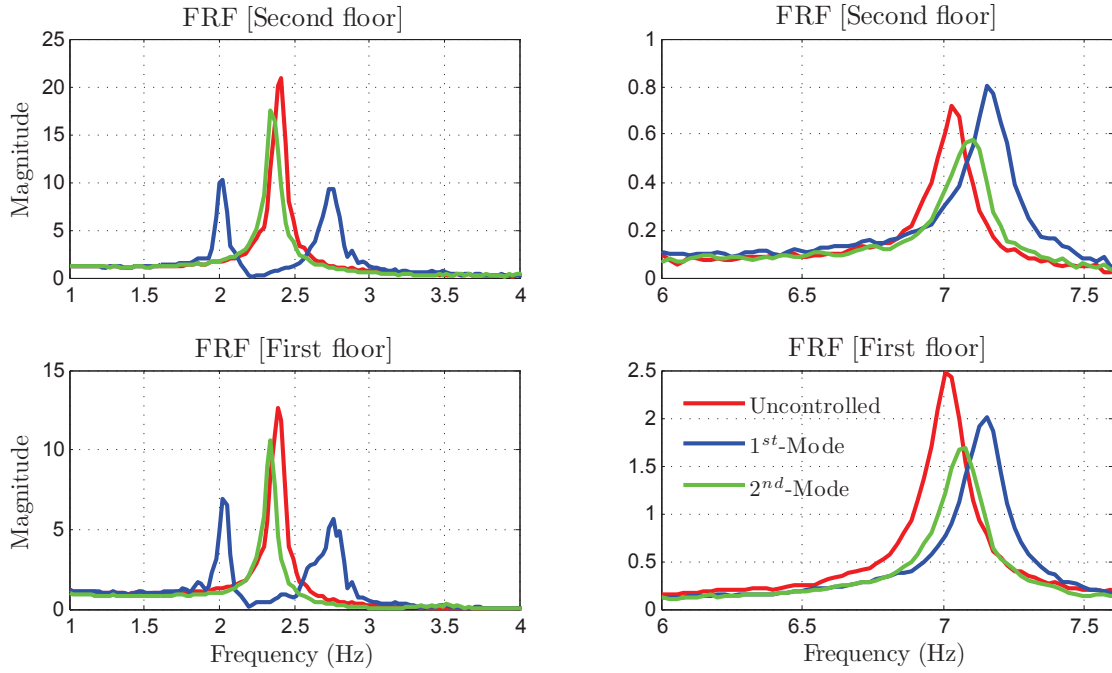 FRF [Second floor]
25
20
15
10
5
0
Magnitude
1 1.5 2 2.5 3 3.5 4
FRF [Second floor]
1
0.8
0.6
0.4
0.2
0
6 6.5 7 7.5
FRF [First floor]
15
10
5
0
Magnitude
1 1.5 2 2.5 3 3.5 4
Frequency (Hz)
FRF [First floor]
2.5
2
1.5
1
0.5
0
Uncontrolled
1st-Mode
2nd-Mode
6 6.5 7 7.5
Frequency (Hz)